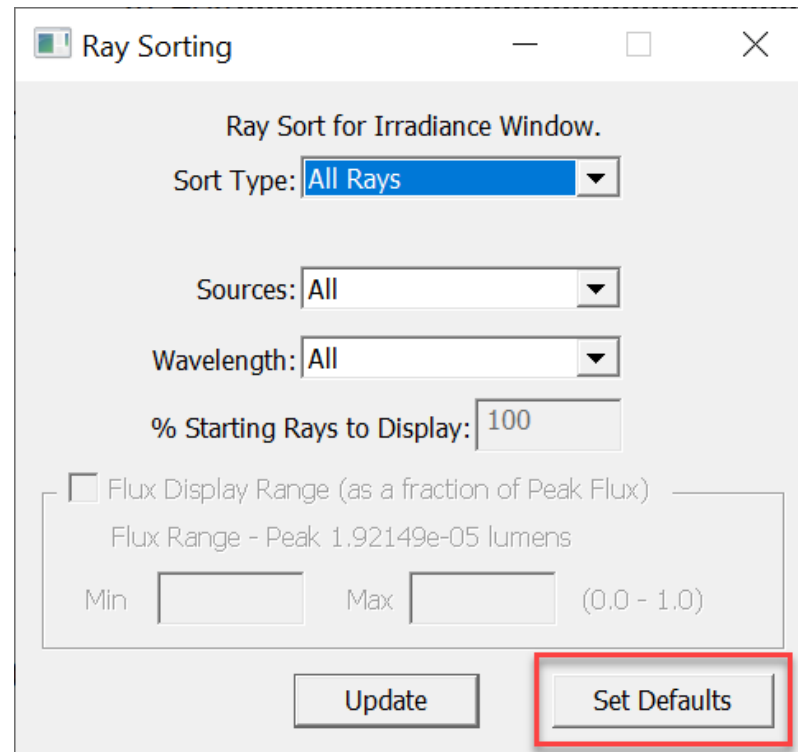 Ray Sorting
Ray Sort for Irradiance Window.
Sort Type: All Rays
Sources: All
Wavelength: All
% Starting Rays to Display: 100
Flux Display Range (as a fraction of Peak Flux)
Flux Range - Peak 1.92149e-05 lumens
Min Max (0.0 - 1.0)
Update Set Defaults